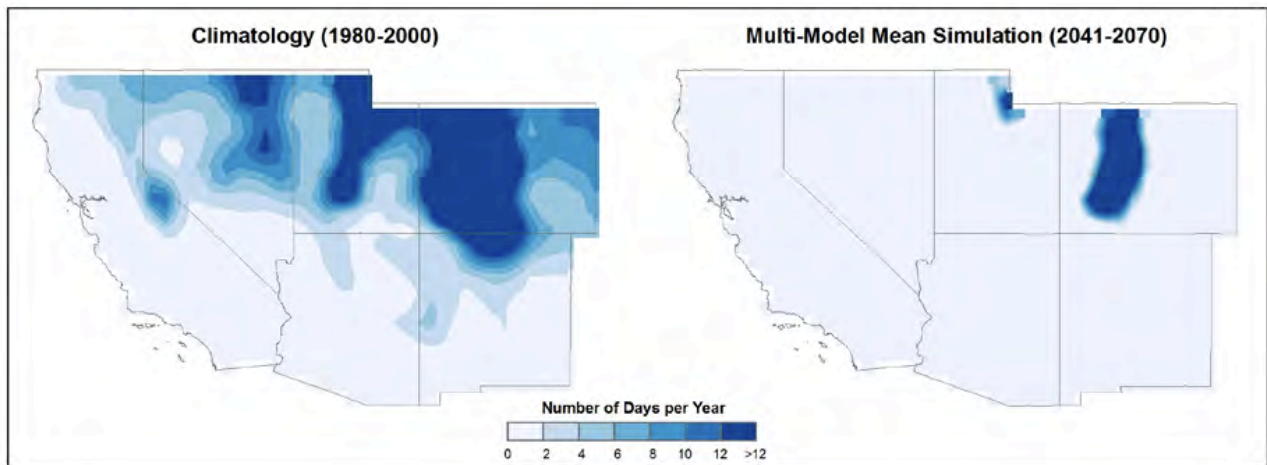 Climatology (1980-2000)
Multi-Model Mean Simulation (2041-2070)
Number of Days per Year
0 2 4 6 8 10 12 >12